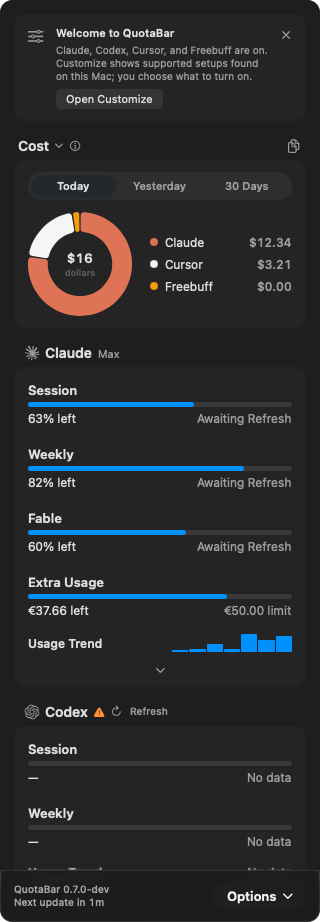 Welcome to QuotaBar
Claude, Codex, Cursor, and Freebuff are on.
Customize shows supported setups found
on this Mac; you choose what to turn on.
Open Customize
Cost
Today Yesterday 30 Days
$16
dollars
Claude $12.34
Cursor $3.21
Freebuff $0.00
Claude Max
Session
63% left Awaiting Refresh
Weekly
82% left Awaiting Refresh
Fable
60% left Awaiting Refresh
Extra Usage
€37.66 left €50.00 limit
Usage Trend
Codex Refresh
Session
— No data
Weekly
— No data
QuotaBar 0.7.0-dev
Next update in 1m
Options